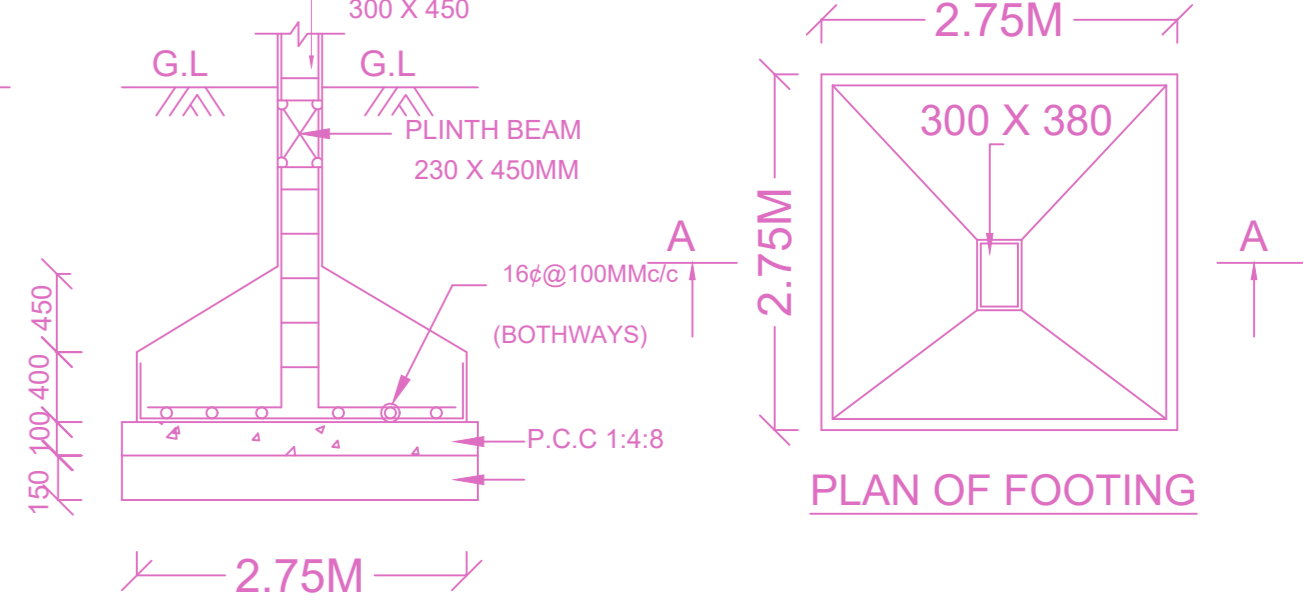 300 X 450
G.L
G.L
PLINTH BEAM
230 X 450MM
16¢@100MMc/c
(BOTHWAYS)
P.C.C 1:4:8
450
400
100
150
2.75M
2.75M
2.75M
300 X 380
A
A
PLAN OF FOOTING